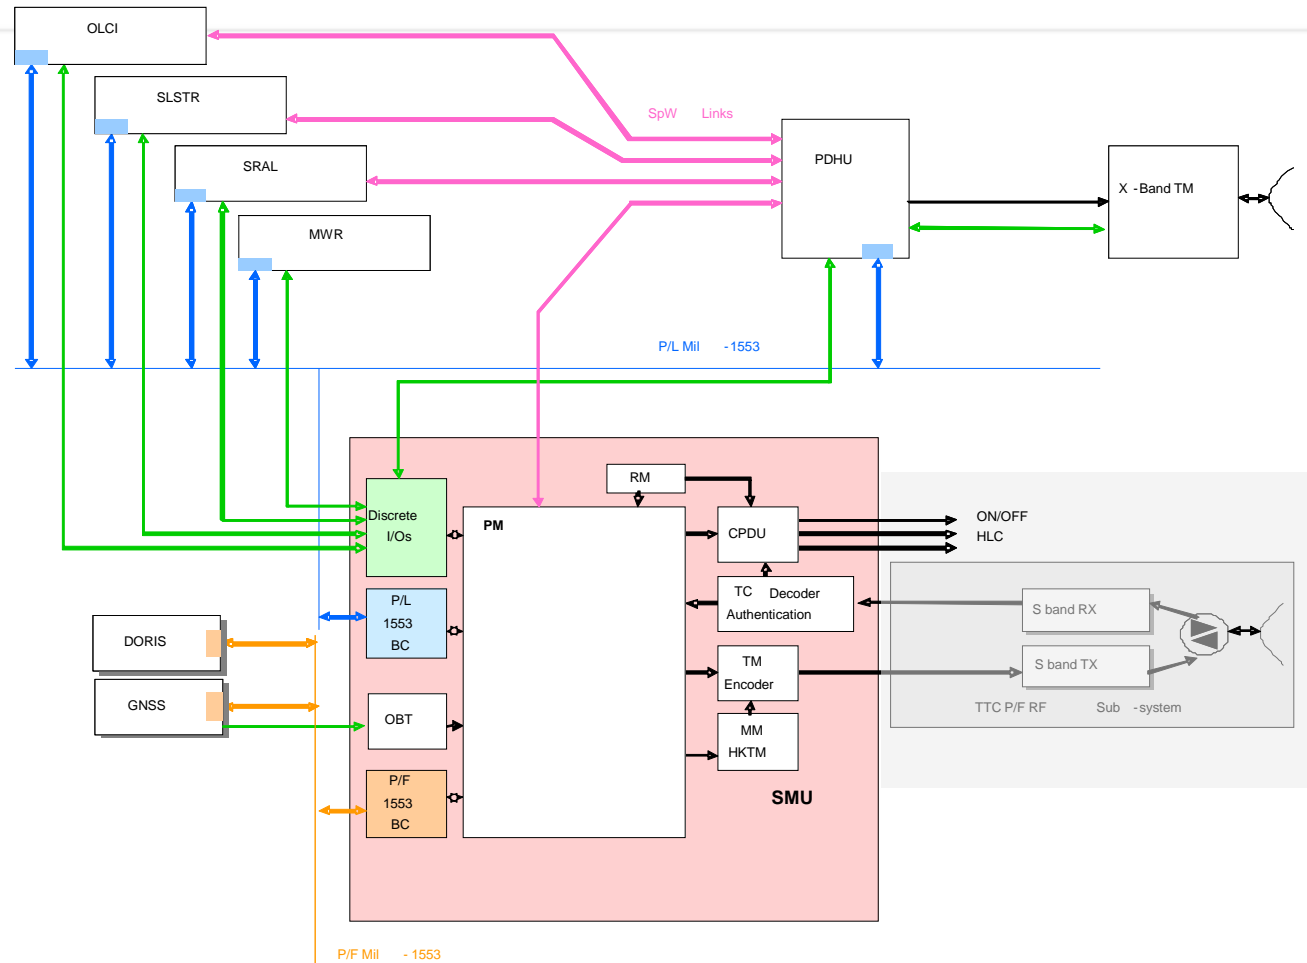 OLCI
SLSTR
SRAL
MWR
SpW Links
PDHU
X -Band TM
P/L Mil -1553
RM
Discrete
I/Os
PM
CPDU
ON/OFF
HLC
TC Decoder
Authentication
P/L
1553
BC
S band RX
DORIS
TM
Encoder
S band TX
GNSS
OBT
TTC P/F RF Sub -system
MM
HKTM
P/F
1553
BC
SMU
P/F Mil - 1553